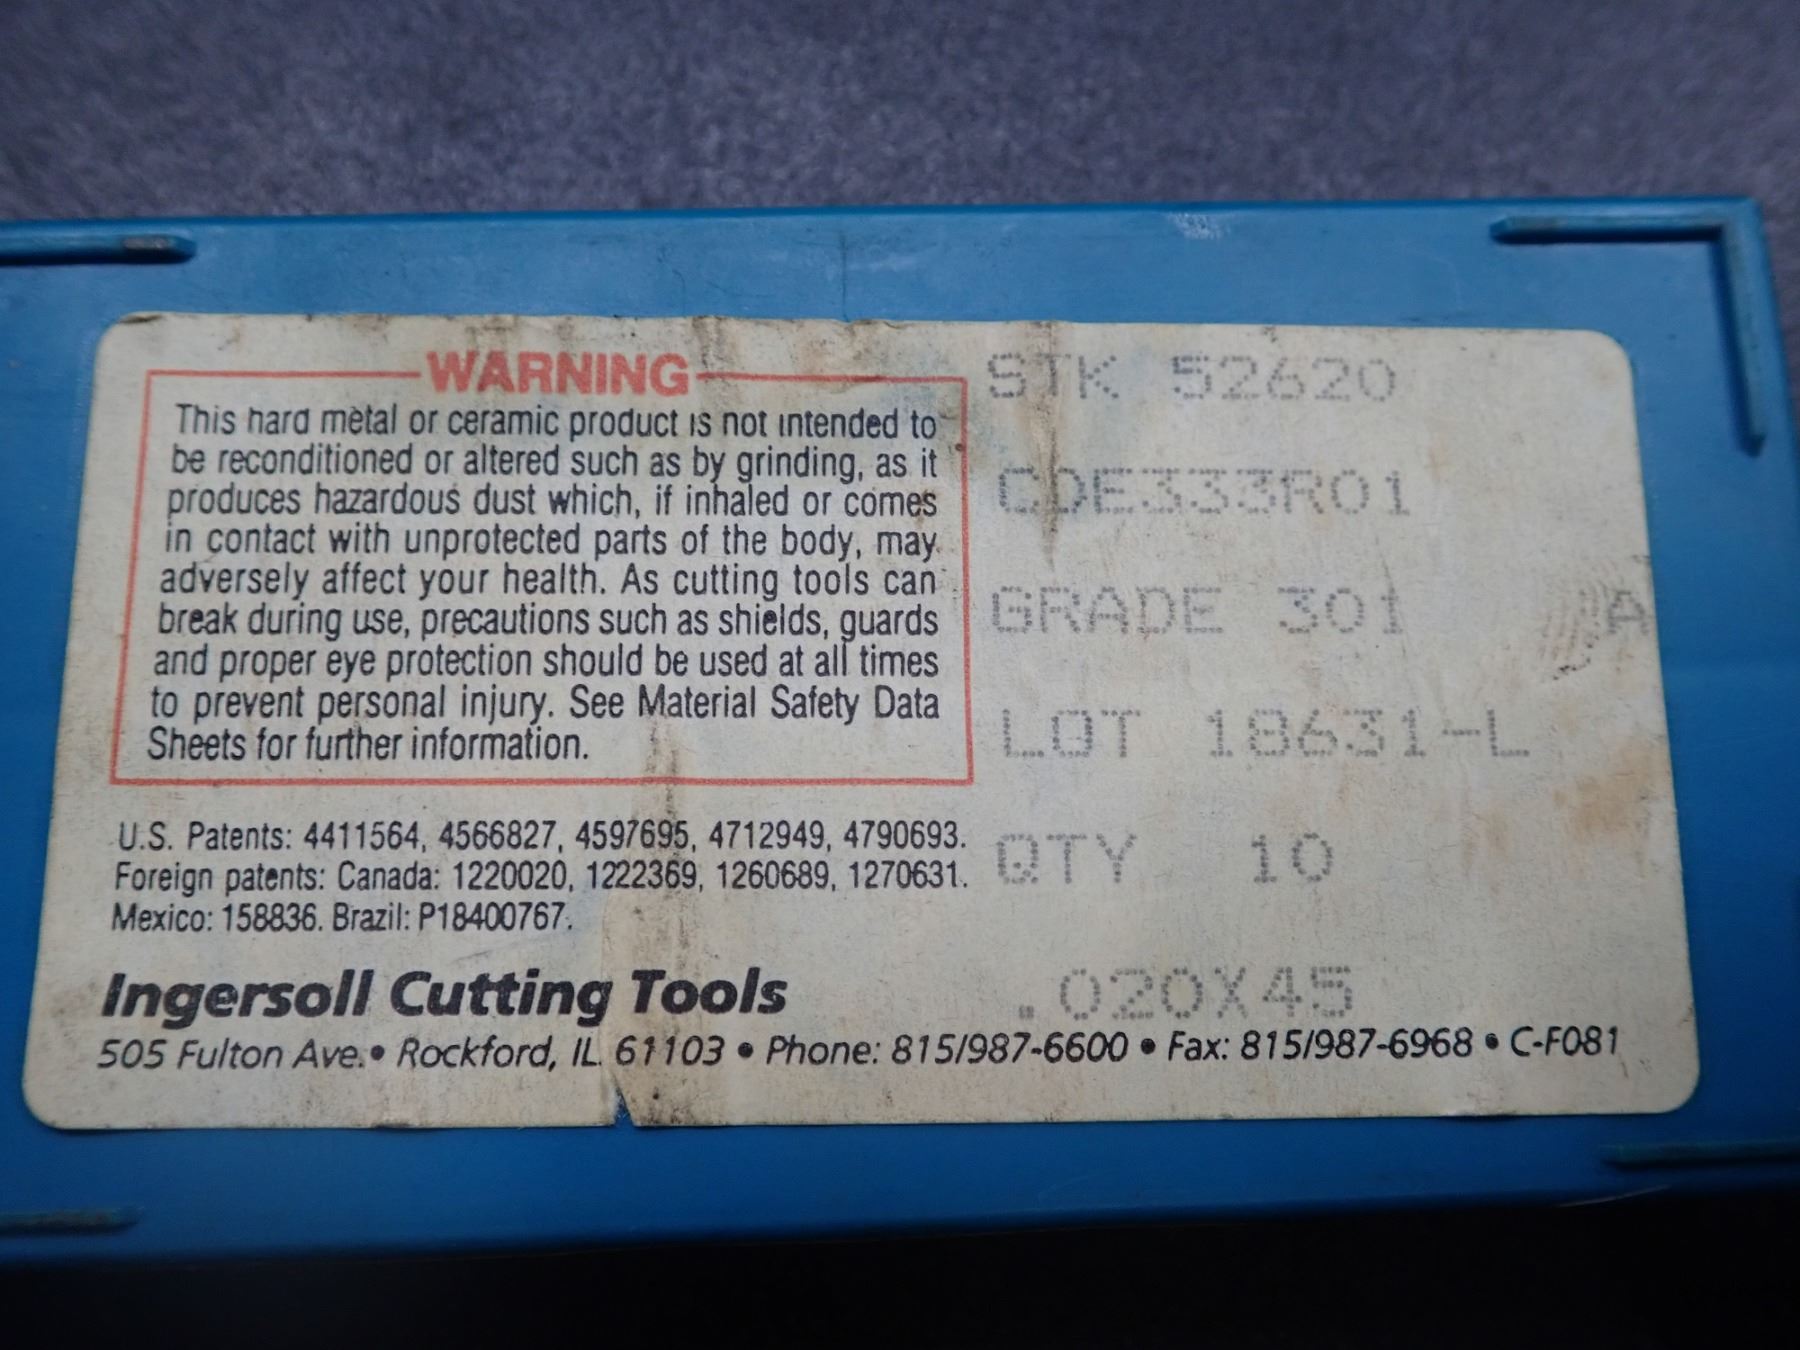 WARNING
This hard metal or ceramic product is not intended to
be reconditioned or altered such as by grinding, as it
produces hazardous dust which, if inhaled or comes
in contact with unprotected parts of the body, may
adversely affect your health. As cutting tools can
break during use, precautions such as shields, guards
and proper eye protection should be used at all times
to prevent personal injury. See Material Safety Data
Sheets for further information.
U.S. Patents: 4411564, 4566827, 4597695, 4712949, 4790693.
Foreign patents: Canada: 1220020, 1222369, 1260689, 1270631.
Mexico: 158836. Brazil: P18400767.
STK 52620
CDE333R01
GRADE 301 A
LOT 18631-L
QTY 10
.020X45
Ingersoll Cutting Tools
505 Fulton Ave. • Rockford, IL 61103 • Phone: 815/987-6600 • Fax: 815/987-6968 • C-F081